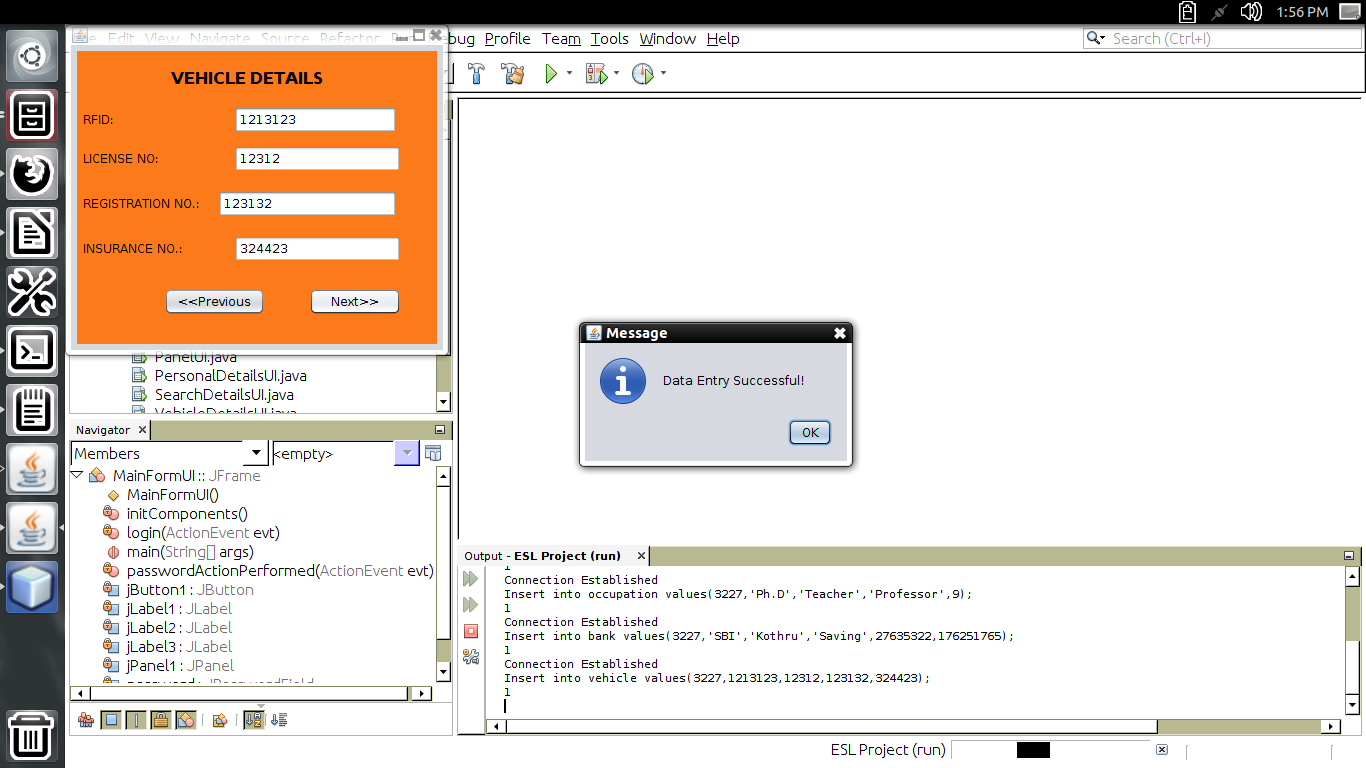 1:56 PM
Edit View Navigate Source Refactor
bug Profile Team Tools Window Help
Search (Ctrl+I)
VEHICLE DETAILS
RFID: 1213123
LICENSE NO: 12312
REGISTRATION NO.: 123132
INSURANCE NO.: 324423
<<Previous Next>>
PanelUI.java
PersonalDetailsUI.java
SearchDetailsUI.java
VehicleDetailsUI.java
Message
Data Entry Successful!
OK
Navigator
Members <empty>
MainFormUI :: JFrame
MainFormUI()
initComponents()
login(ActionEvent evt)
main(String[] args)
passwordActionPerformed(ActionEvent evt)
jButton1 : JButton
jLabel1 : JLabel
jLabel2 : JLabel
jLabel3 : JLabel
jPanel1 : JPanel
password : JPasswordField
Output - ESL Project (run)
1
Connection Established
Insert into occupation values(3227,'Ph.D','Teacher','Professor',9);
1
Connection Established
Insert into bank values(3227,'SBI','Kothru','Saving',27635322,176251765);
1
Connection Established
Insert into vehicle values(3227,1213123,12312,123132,324423);
1
ESL Project (run)